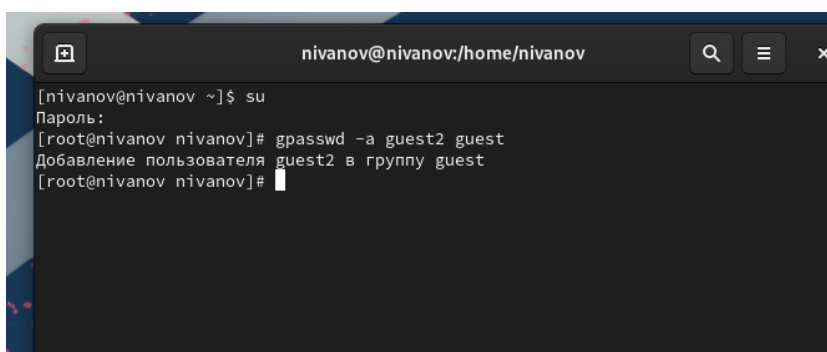 nivanov@nivanov:/home/nivanov
[nivanov@nivanov ~]$ su
Пароль:
[root@nivanov nivanov]# gpasswd -a guest2 guest
Добавление пользователя guest2 в группу guest
[root@nivanov nivanov]#